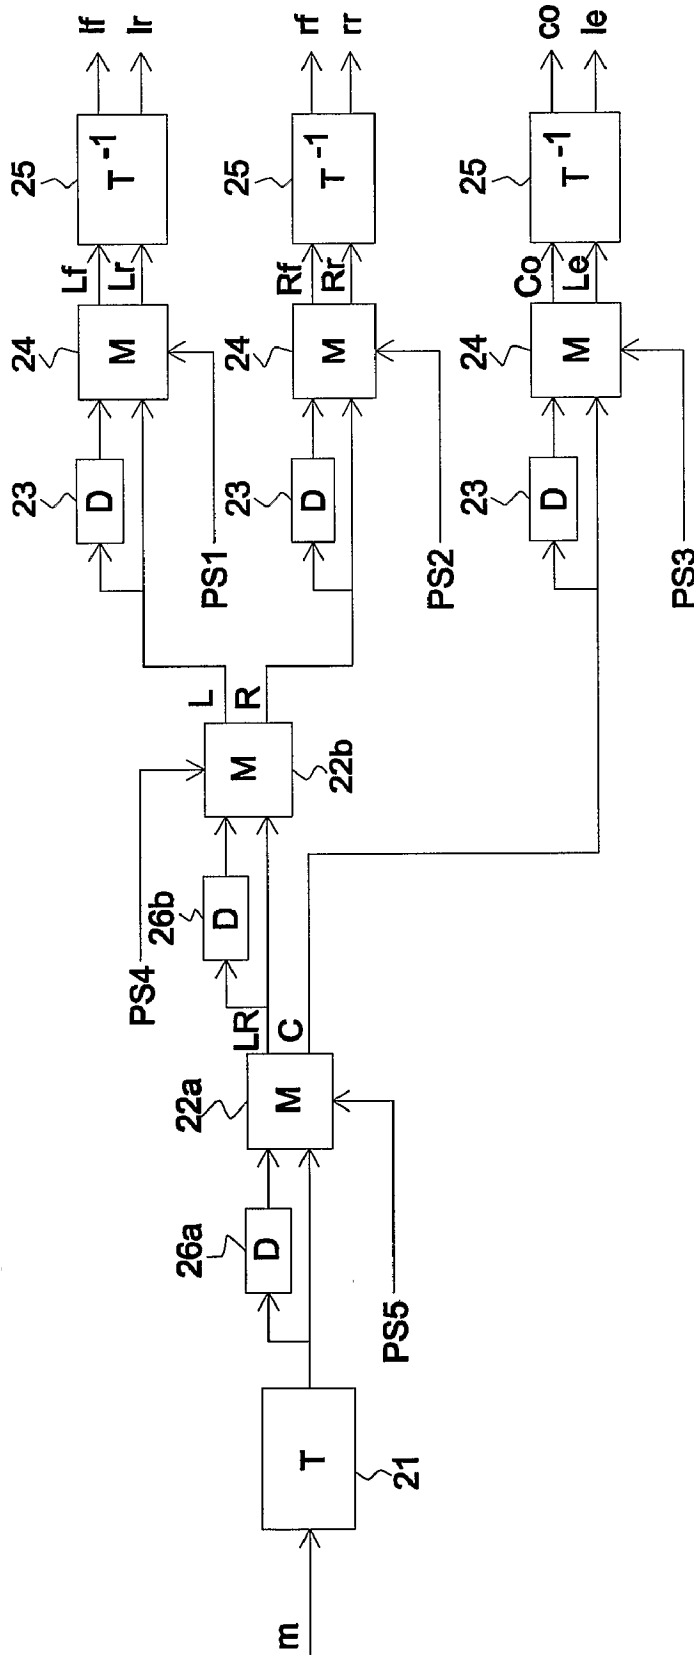 m
T
21
26a
D
PS5
22a
M
LR
C
PS4
26b
D
M
22b
L
R
23
D
PS1
24
M
Lf
Lr
25
T -1
lf
lr
23
D
PS2
24
M
Rf
Rr
25
T -1
rf
rr
23
D
PS3
24
M
Co
Le
25
T -1
co
le